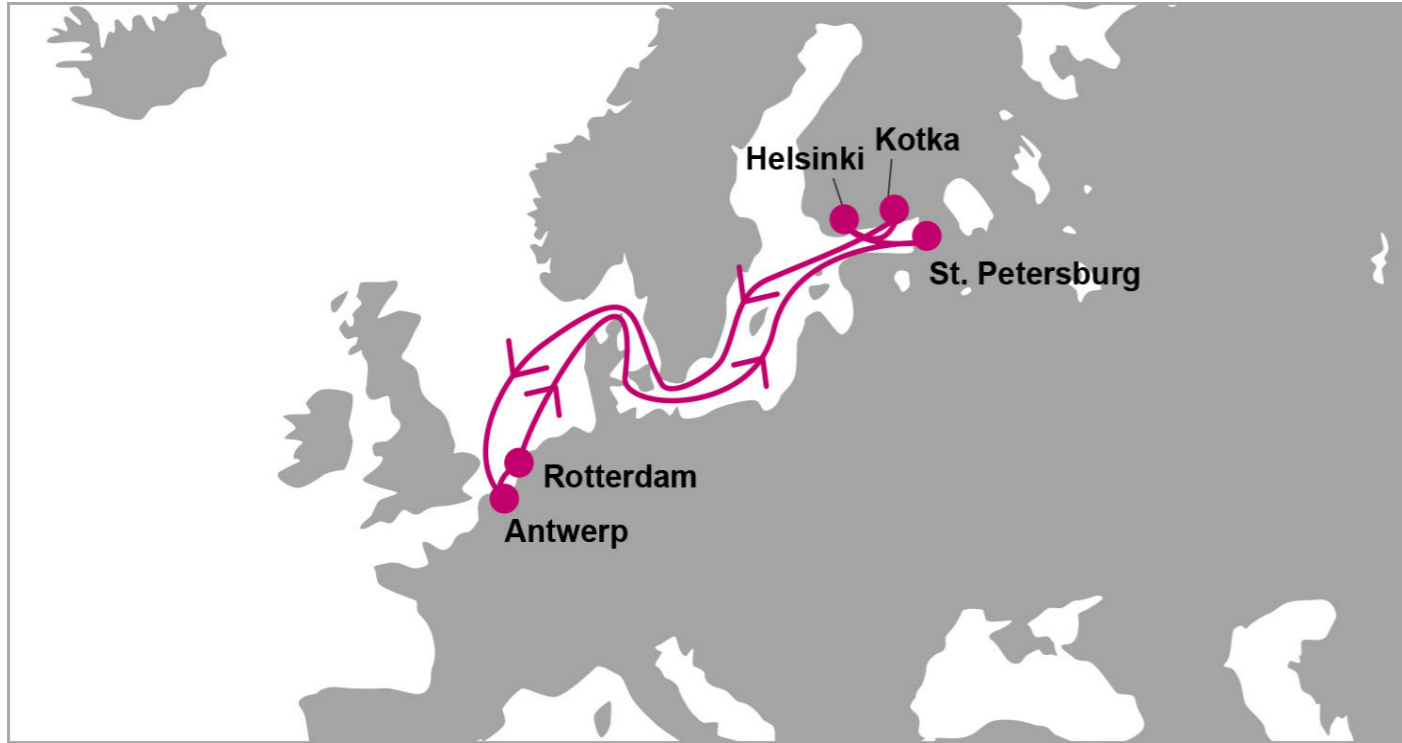 Kotka
Helsinki
St. Petersburg
Rotterdam
Antwerp